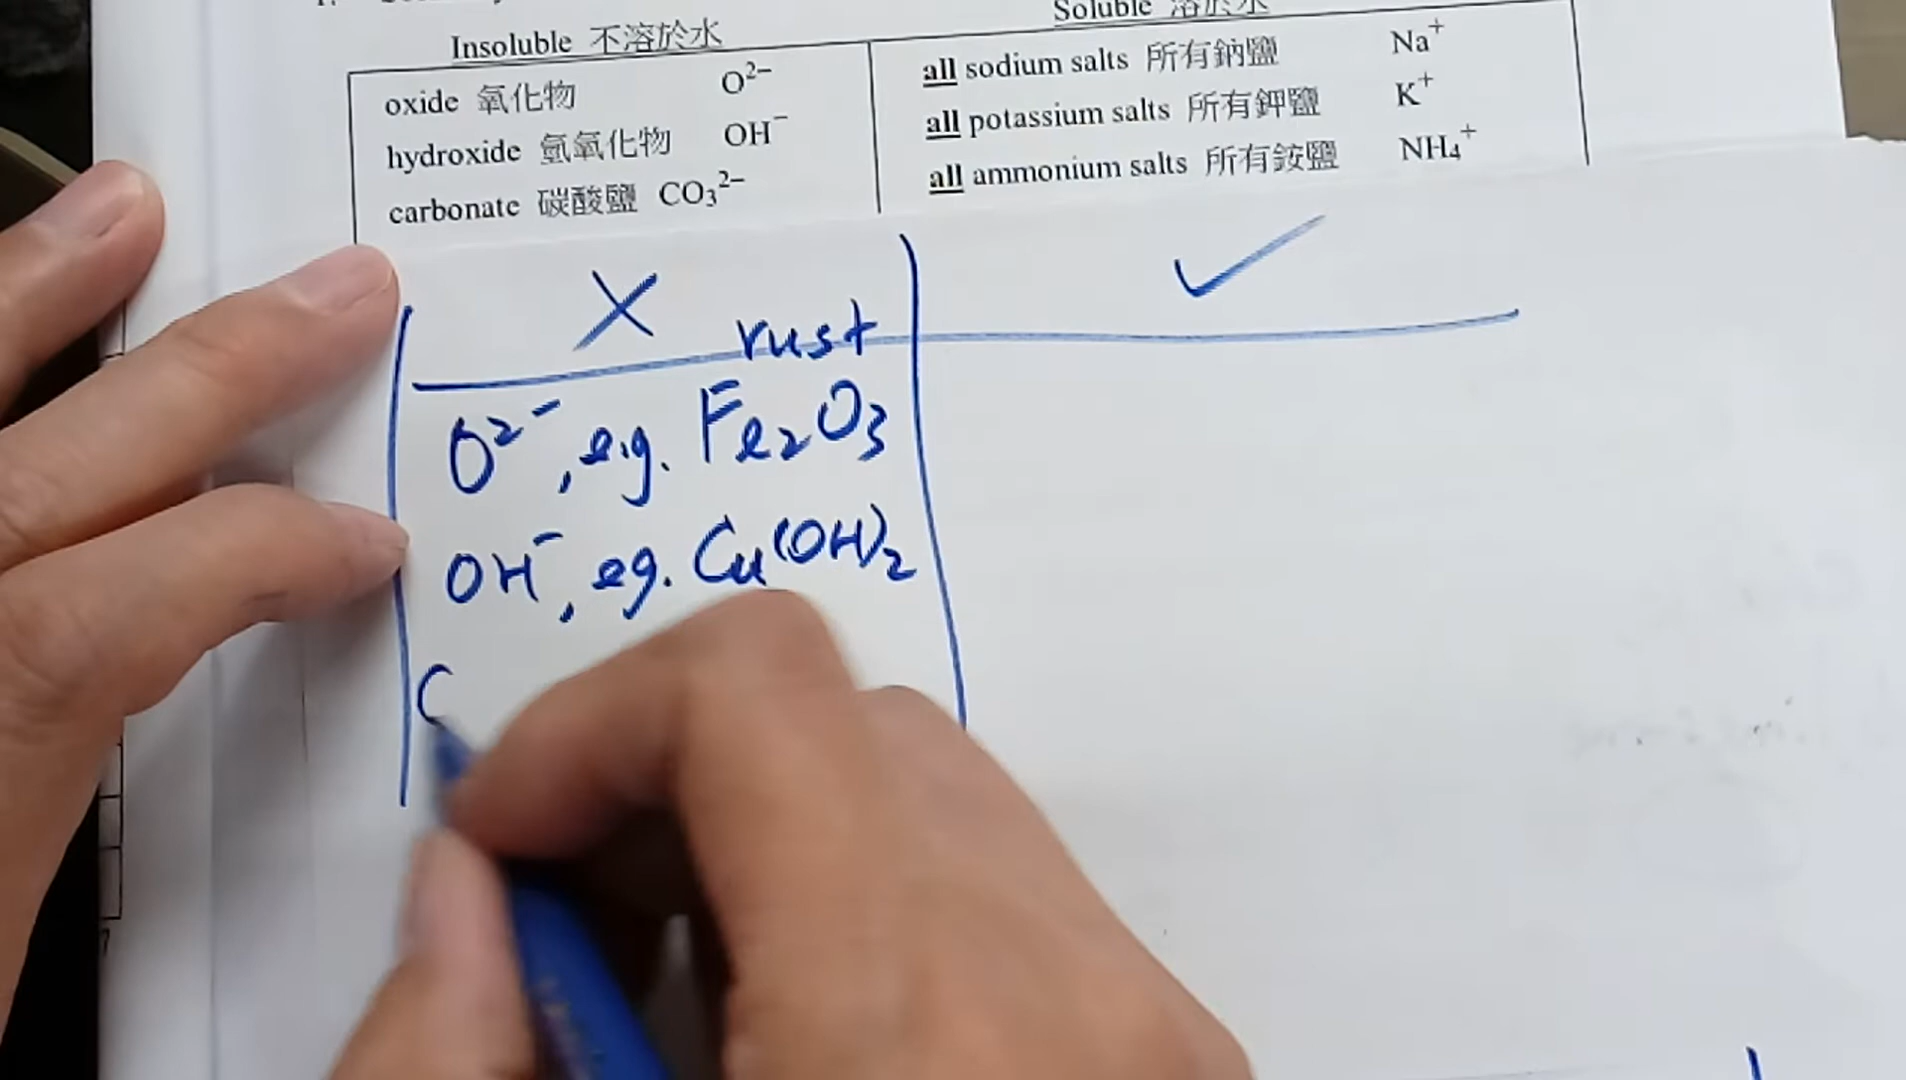 Insoluble 不溶於水
Soluble 溶於水
oxide 氧化物 O²⁻
hydroxide 氫氧化物 OH⁻
carbonate 碳酸鹽 CO₃²⁻
all sodium salts 所有鈉鹽 Na⁺
all potassium salts 所有鉀鹽 K⁺
all ammonium salts 所有銨鹽 NH₄⁺
X
✓
rust
O²⁻, e.g. Fe₂O₃
OH⁻, eg. Cu(OH)₂
C